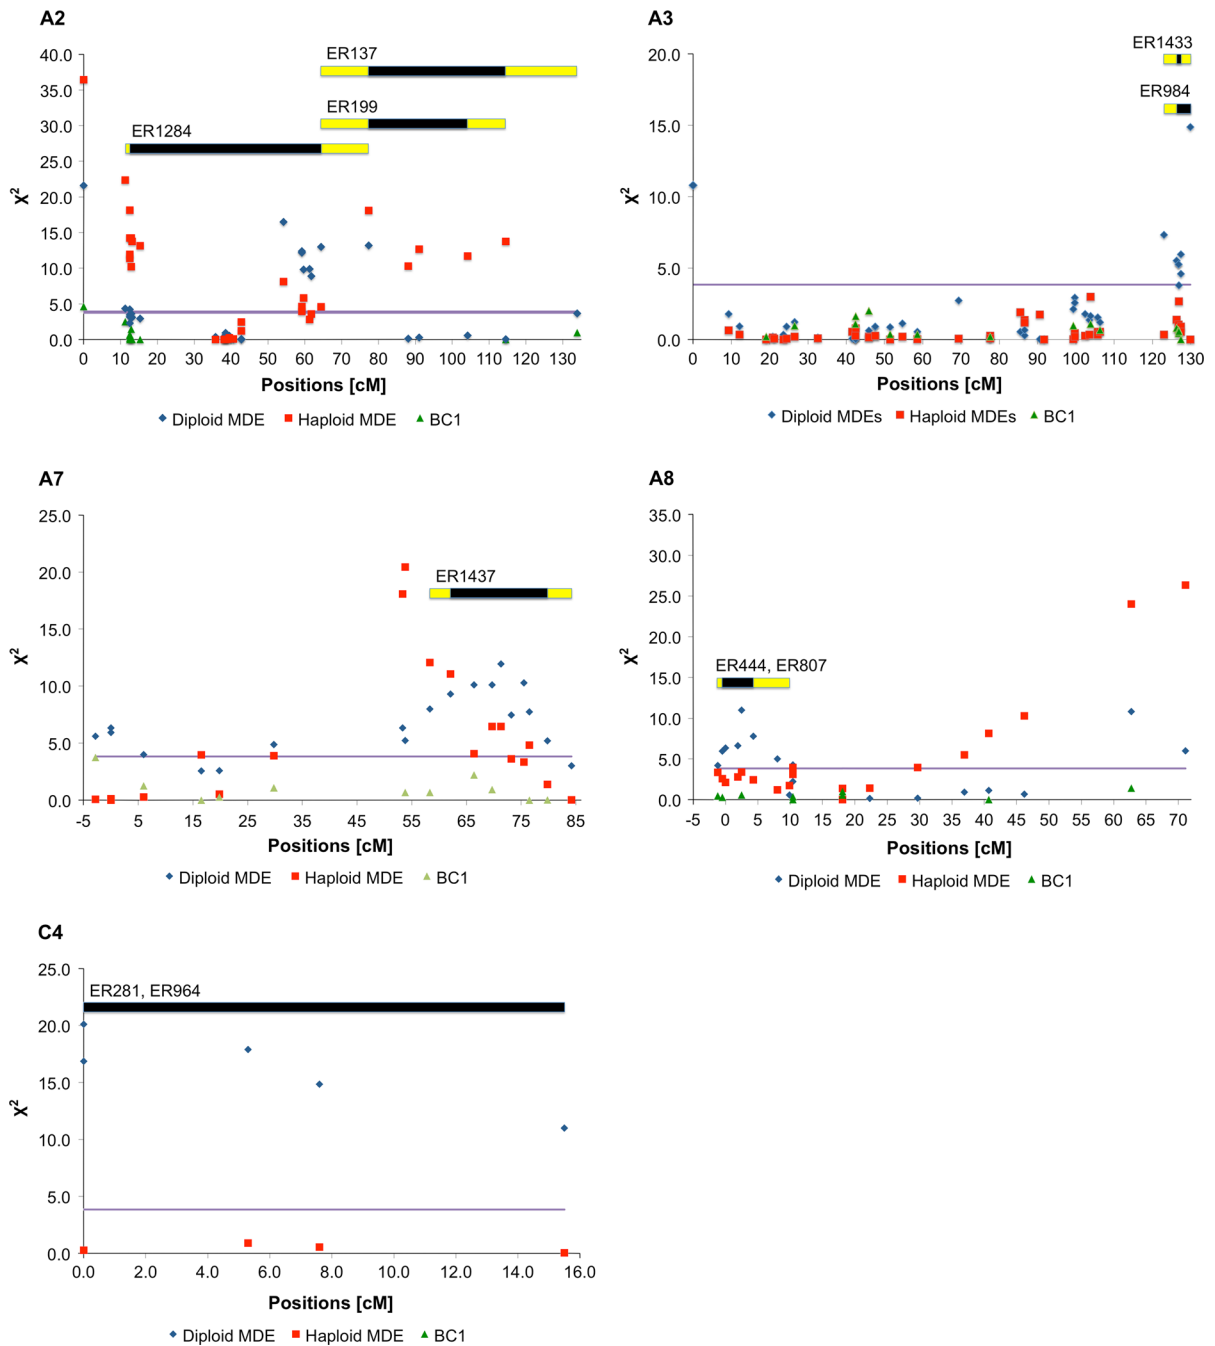 A2
40.0
35.0
30.0
25.0
20.0
15.0
10.0
5.0
0.0
χ2
ER137
ER199
ER1284
0 10 20 30 40 50 60 70 80 90 100 110 120 130
Positions [cM]
Diploid MDE Haploid MDE BC1
A3
20.0
15.0
10.0
5.0
0.0
χ2
ER1433
ER984
0 10 20 30 40 50 60 70 80 90 100 110 120 130
Positions [cM]
Diploid MDEs Haploid MDEs BC1
A7
25.0
20.0
15.0
10.0
5.0
0.0
χ2
ER1437
-5 5 15 25 35 45 55 65 75 85
Positions [cM]
Diploid MDE Haploid MDE BC1
A8
35.0
30.0
25.0
20.0
15.0
10.0
5.0
0.0
χ2
ER444, ER807
-5 0 5 10 15 20 25 30 35 40 45 50 55 60 65 70
Positions [cM]
Diploid MDE Haploid MDE BC1
C4
25.0
20.0
15.0
10.0
5.0
0.0
χ2
ER281, ER964
0.0 2.0 4.0 6.0 8.0 10.0 12.0 14.0 16.0
Positions [cM]
Diploid MDE Haploid MDE BC1